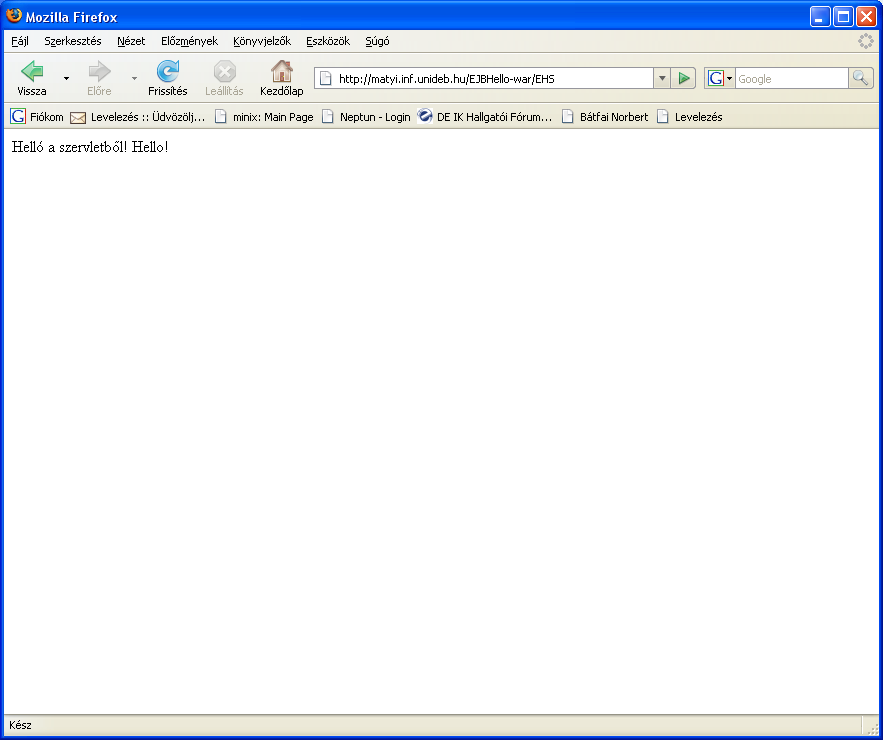 Mozilla Firefox
Fájl Szerkesztés Nézet Előzmények Könyvjelzők Eszközök Súgó
Vissza Előre Frissítés Leállítás Kezdőlap http://matyi.inf.unideb.hu/EJBHello-war/EHS G Google
G Fiókom Levelezés :: Üdvözölj... minix: Main Page Neptun - Login DE IK Hallgatói Fórum... Bátfai Norbert Levelezés
Helló a szervletből! Hello!
Kész